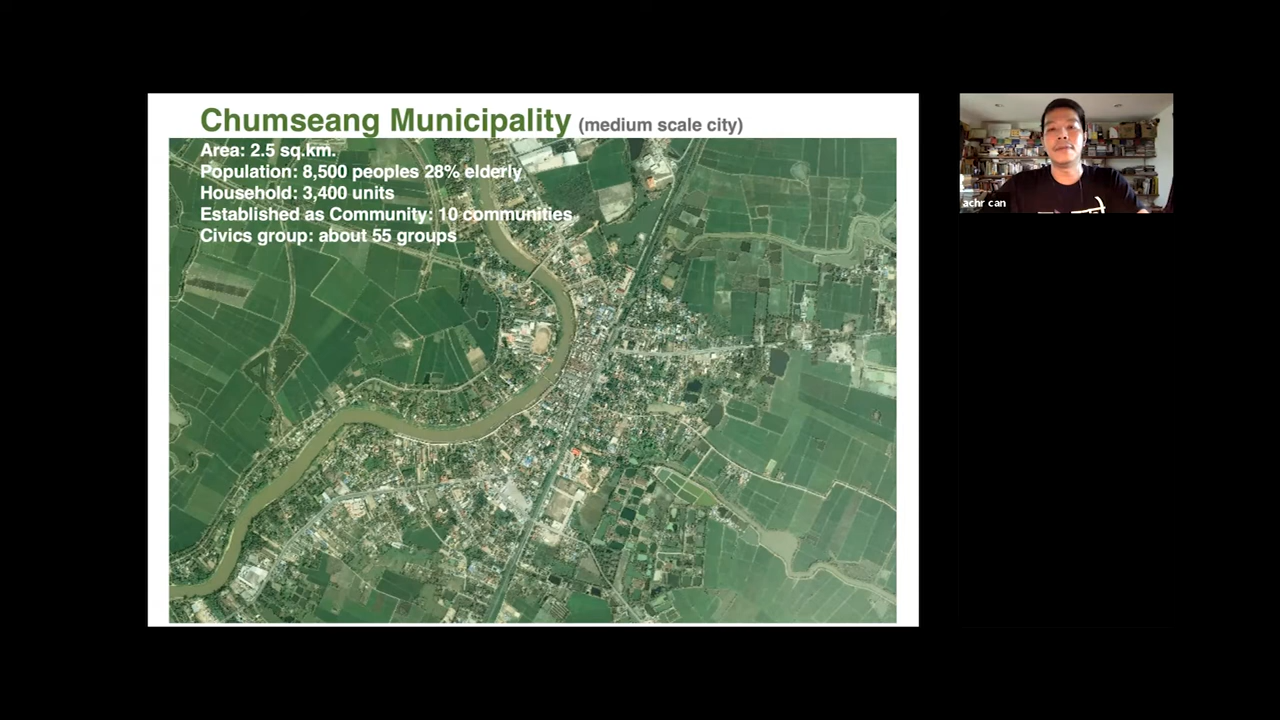 Chumseang Municipality (medium scale city)
Area: 2.5 sq.km.
Population: 8,500 peoples 28% elderly
Household: 3,400 units
Established as Community: 10 communities
Civics group: about 55 groups
achr can